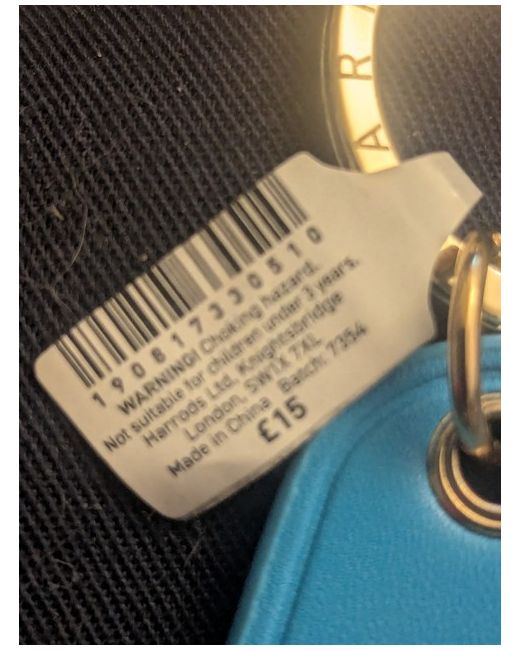 A R
190817330510
WARNING! Choking hazard.
Not suitable for children under 3 years.
Harrods Ltd, Knightsbridge
London, SW1X 7XL
Made in China Batch: 7354
£15